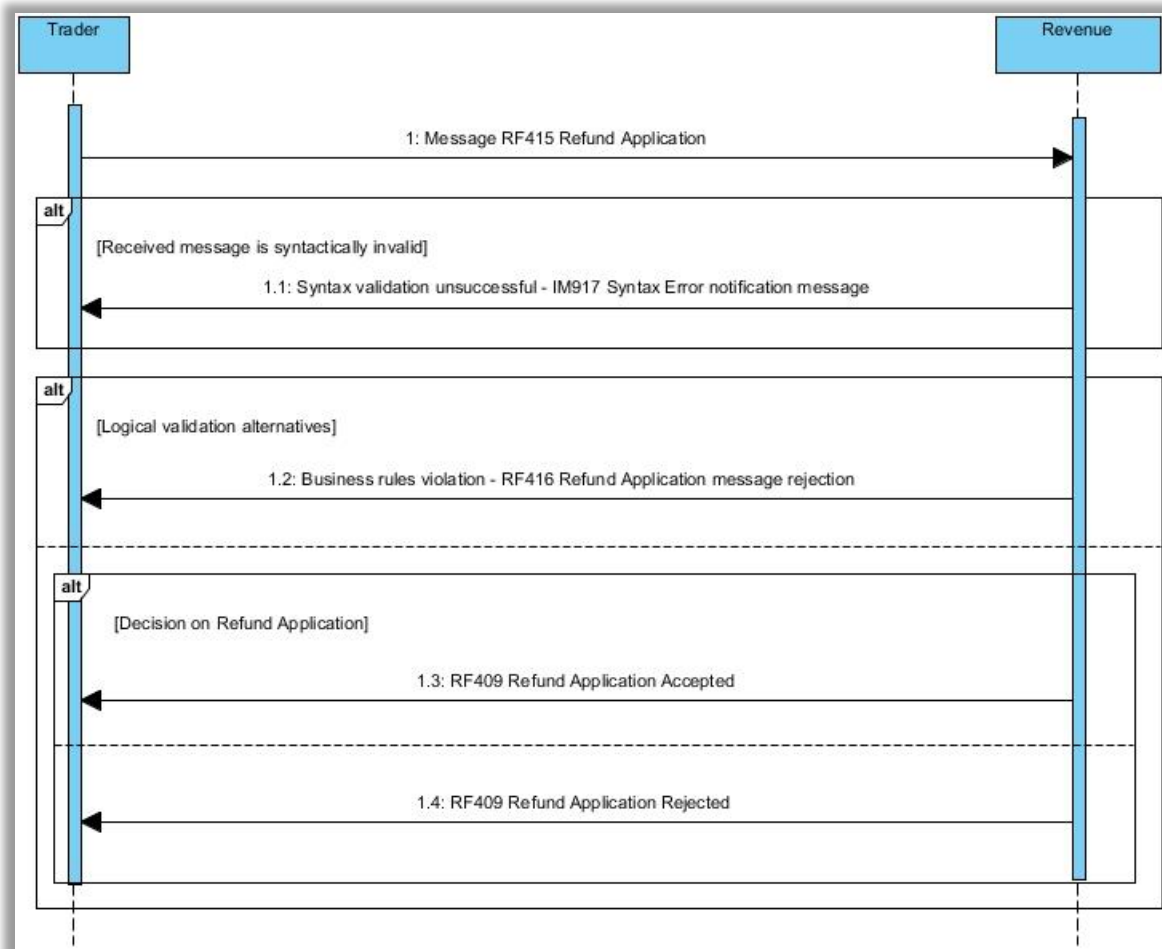 Trader
Revenue
1: Message RF415 Refund Application
alt
[Received message is syntactically invalid]
1.1: Syntax validation unsuccessful - IM917 Syntax Error notification message
alt
[Logical validation alternatives]
1.2: Business rules violation - RF416 Refund Application message rejection
alt
[Decision on Refund Application]
1.3: RF409 Refund Application Accepted
1.4: RF409 Refund Application Rejected